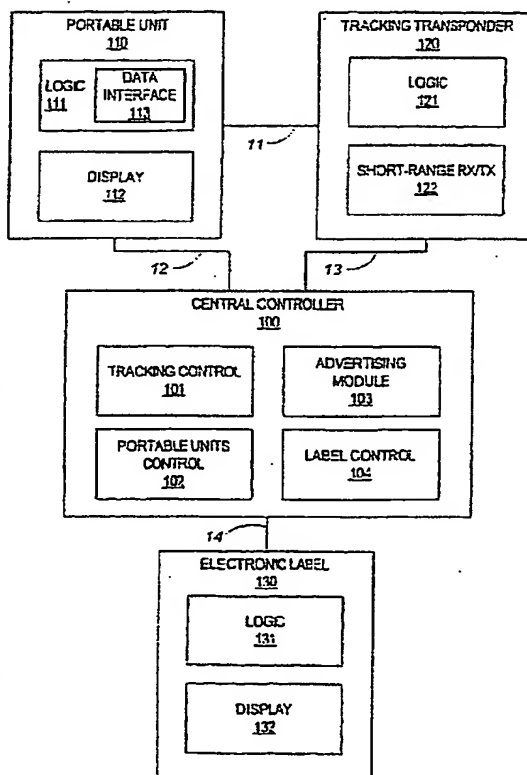 PORTABLE UNIT
110
LOGIC
111
DATA
INTERFACE
113
DISPLAY
112
TRACKING TRANSPONDER
120
LOGIC
121
SHORT-RANGE RX/TX
122
11
12
13
CENTRAL CONTROLLER
100
TRACKING CONTROL
101
ADVERTISING
MODULE
103
PORTABLE UNITS
CONTROL
102
LABEL CONTROL
104
14
ELECTRONIC LABEL
130
LOGIC
131
DISPLAY
132